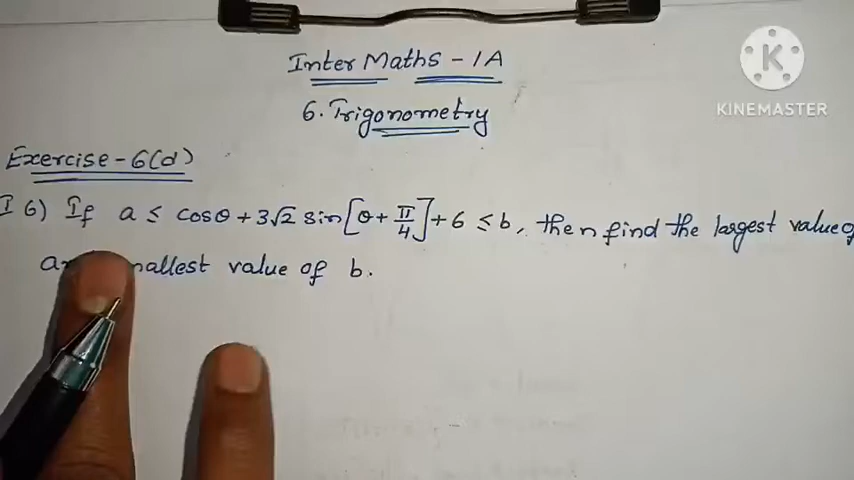 Inter Maths - 1A
KINEMASTER
6. Trigonometry
Exercise - 6(d)
I 6) If a ≤ cosθ + 3√2 sin[θ + π/4] + 6 ≤ b, then find the largest value of
smallest value of b.